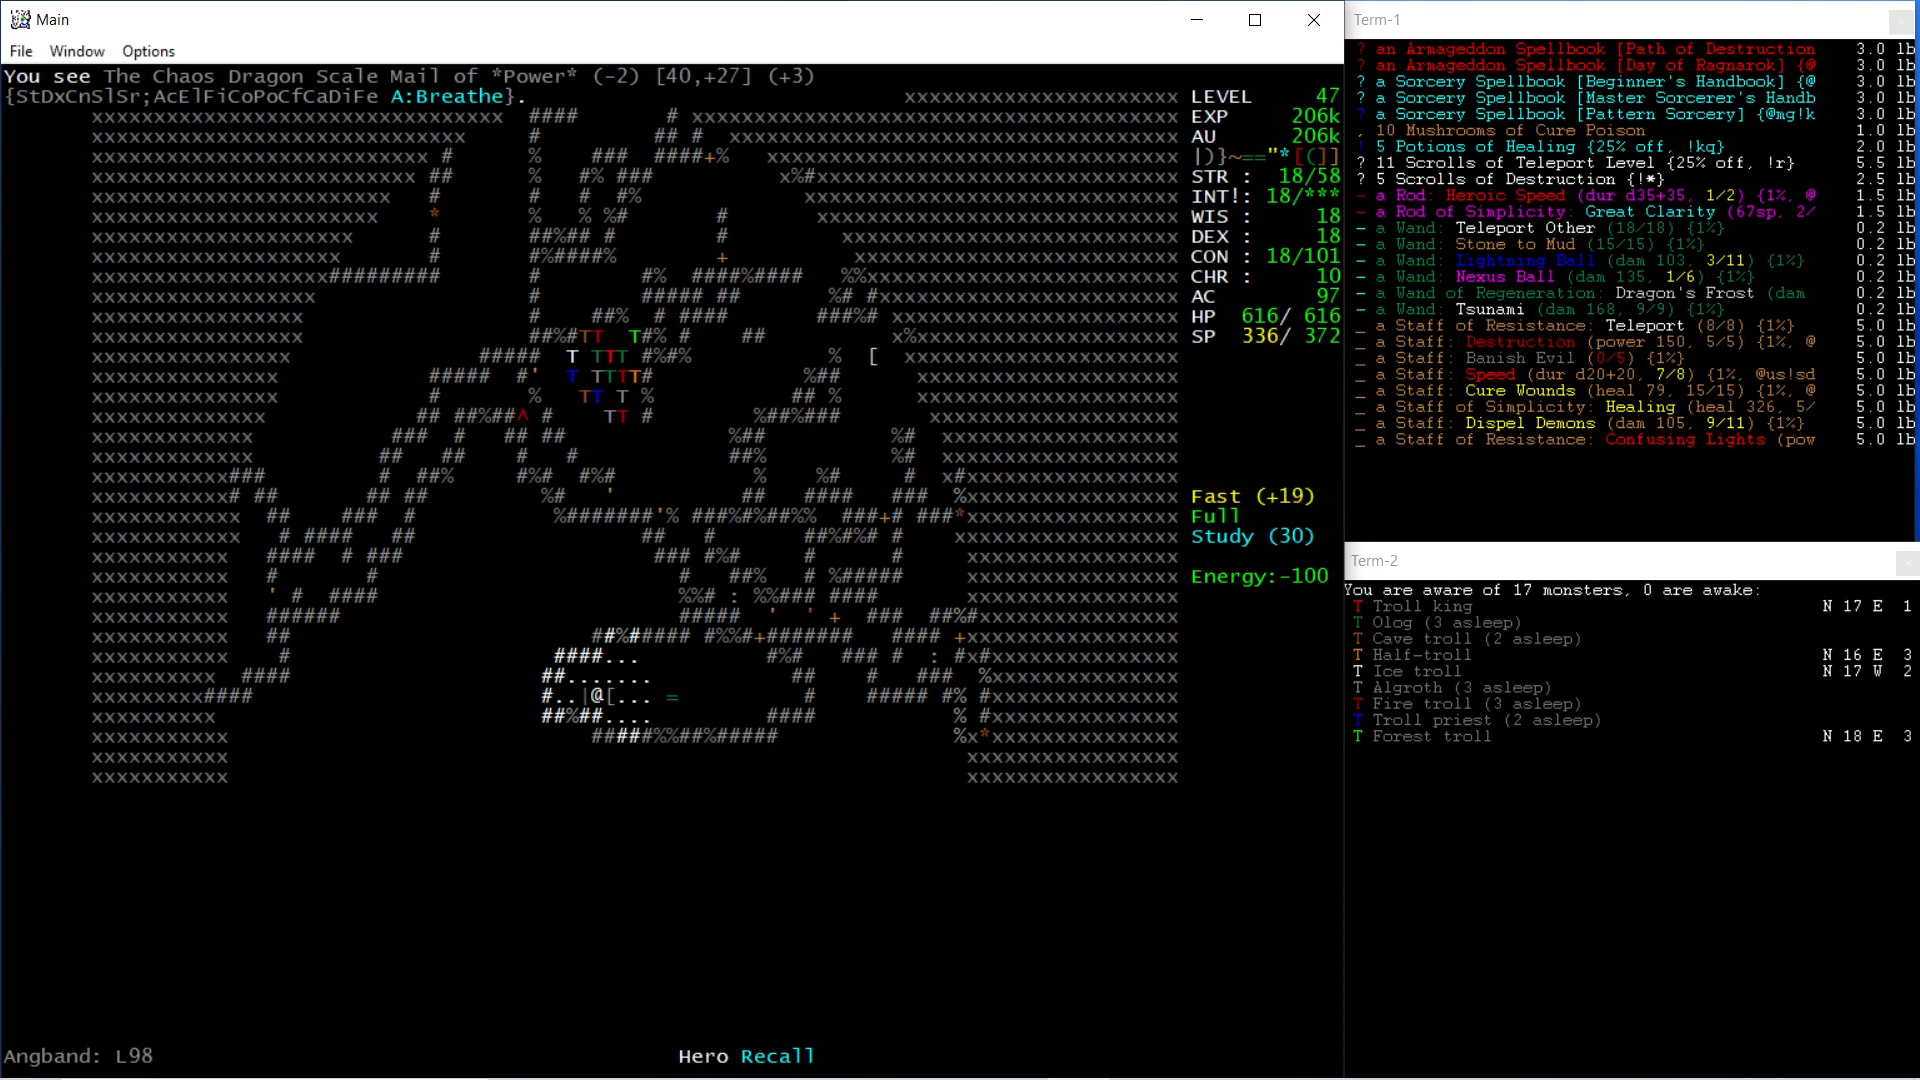 Main
File Window Options
You see The Chaos Dragon Scale Mail of *Power* (-2) [40,+27] (+3)
{StDxCnSlSr;AcElFiCoPoCfCaDiFe A:Breathe}.
LEVEL 47
EXP 206k
AU 206k
|)}~=="*[(]]
STR : 18/58
INT!: 18/***
WIS : 18
DEX : 18
CON : 18/101
CHR : 10
AC 97
HP 616/ 616
SP 336/ 372
Fast (+19)
Full
Study (30)
Energy:-100
Angband: L98
Hero Recall
Term-1
? an Armageddon Spellbook [Path of Destruction 3.0 lb
? an Armageddon Spellbook [Day of Ragnarok] {@ 3.0 lb
? a Sorcery Spellbook [Beginner's Handbook] {@ 3.0 lb
? a Sorcery Spellbook [Master Sorcerer's Handb 3.0 lb
? a Sorcery Spellbook [Pattern Sorcery] {@mg!k 3.0 lb
, 10 Mushrooms of Cure Poison 1.0 lb
! 5 Potions of Healing {25% off, !kq} 2.0 lb
? 11 Scrolls of Teleport Level {25% off, !r} 5.5 lb
? 5 Scrolls of Destruction {!*} 2.5 lb
- a Rod: Heroic Speed (dur d35+35, 1/2) {1%, @ 1.5 lb
- a Rod of Simplicity: Great Clarity (67sp, 2/ 1.5 lb
- a Wand: Teleport Other (18/18) {1%} 0.2 lb
- a Wand: Stone to Mud (15/15) {1%} 0.2 lb
- a Wand: Lightning Ball (dam 103, 3/11) {1%} 0.2 lb
- a Wand: Nexus Ball (dam 135, 1/6) {1%} 0.2 lb
- a Wand of Regeneration: Dragon's Frost (dam 0.2 lb
- a Wand: Tsunami (dam 168, 9/9) {1%} 0.2 lb
_ a Staff of Resistance: Teleport (8/8) {1%} 5.0 lb
_ a Staff: Destruction (power 150, 5/5) {1%, @ 5.0 lb
_ a Staff: Banish Evil (0/5) {1%} 5.0 lb
_ a Staff: Speed (dur d20+20, 7/8) {1%, @us!sd 5.0 lb
_ a Staff: Cure Wounds (heal 79, 15/15) {1%, @ 5.0 lb
_ a Staff of Simplicity: Healing (heal 326, 5/ 5.0 lb
_ a Staff: Dispel Demons (dam 105, 9/11) {1%} 5.0 lb
_ a Staff of Resistance: Confusing Lights (pow 5.0 lb
Term-2
You are aware of 17 monsters, 0 are awake:
T Troll king N 17 E 1
T Olog (3 asleep)
T Cave troll (2 asleep)
T Half-troll N 16 E 3
T Ice troll N 17 W 2
T Algroth (3 asleep)
T Fire troll (3 asleep)
T Troll priest (2 asleep)
T Forest troll N 18 E 3